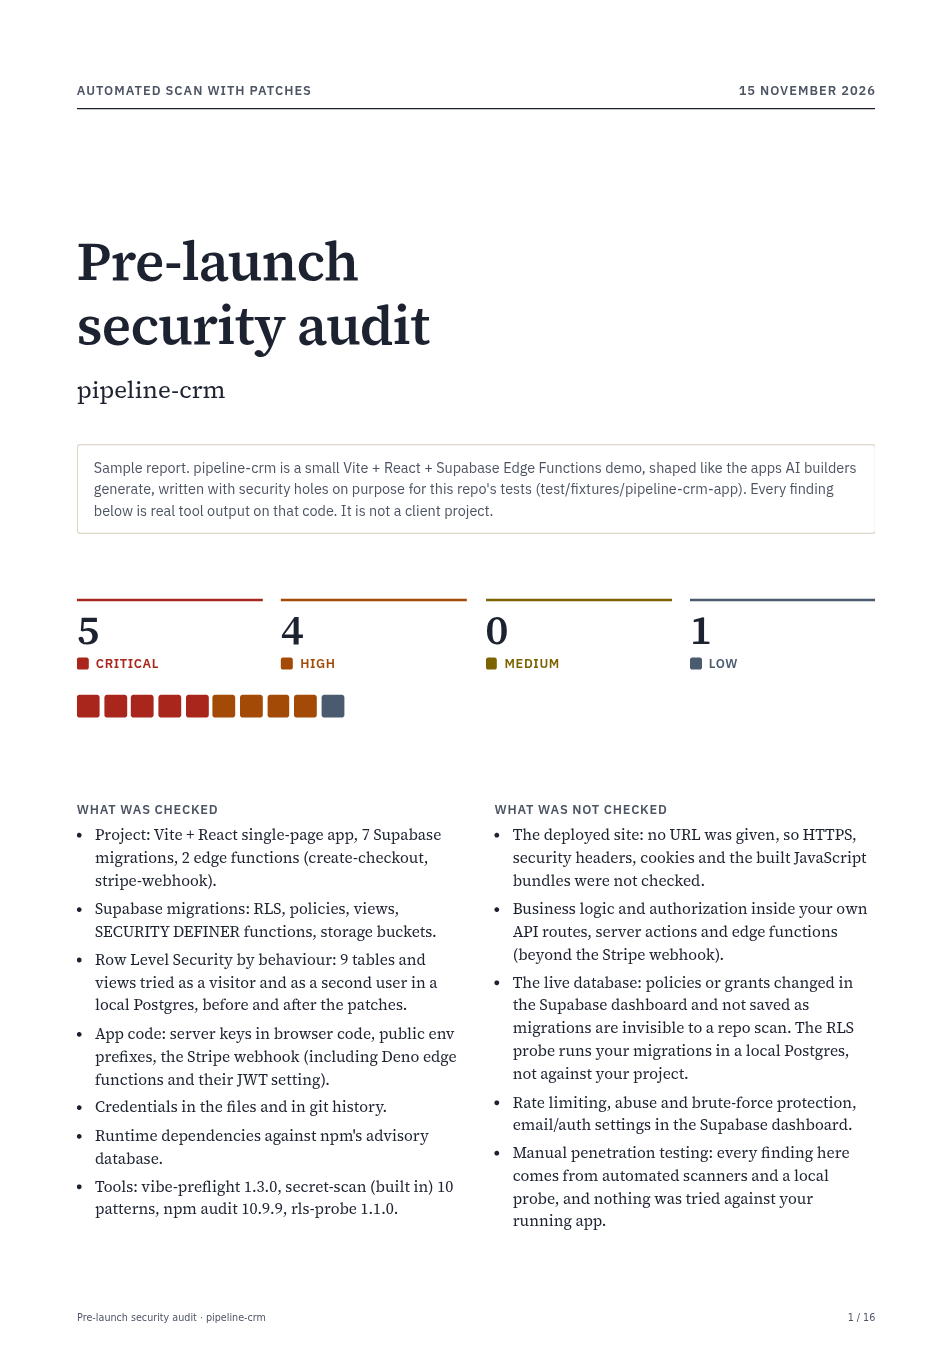 AUTOMATED SCAN WITH PATCHES
15 NOVEMBER 2026
Pre-launch
security audit
pipeline-crm
Sample report. pipeline-crm is a small Vite + React + Supabase Edge Functions demo, shaped like the apps AI builders
generate, written with security holes on purpose for this repo's tests (test/fixtures/pipeline-crm-app). Every finding
below is real tool output on that code. It is not a client project.
5
CRITICAL
4
HIGH
0
MEDIUM
1
LOW
WHAT WAS CHECKED
• Project: Vite + React single-page app, 7 Supabase
migrations, 2 edge functions (create-checkout,
stripe-webhook).
• Supabase migrations: RLS, policies, views,
SECURITY DEFINER functions, storage buckets.
• Row Level Security by behaviour: 9 tables and
views tried as a visitor and as a second user in a
local Postgres, before and after the patches.
• App code: server keys in browser code, public env
prefixes, the Stripe webhook (including Deno edge
functions and their JWT setting).
• Credentials in the files and in git history.
• Runtime dependencies against npm's advisory
database.
• Tools: vibe-preflight 1.3.0, secret-scan (built in) 10
patterns, npm audit 10.9.9, rls-probe 1.1.0.
WHAT WAS NOT CHECKED
• The deployed site: no URL was given, so HTTPS,
security headers, cookies and the built JavaScript
bundles were not checked.
• Business logic and authorization inside your own
API routes, server actions and edge functions
(beyond the Stripe webhook).
• The live database: policies or grants changed in
the Supabase dashboard and not saved as
migrations are invisible to a repo scan. The RLS
probe runs your migrations in a local Postgres,
not against your project.
• Rate limiting, abuse and brute-force protection,
email/auth settings in the Supabase dashboard.
• Manual penetration testing: every finding here
comes from automated scanners and a local
probe, and nothing was tried against your
running app.
Pre-launch security audit · pipeline-crm
1 / 16